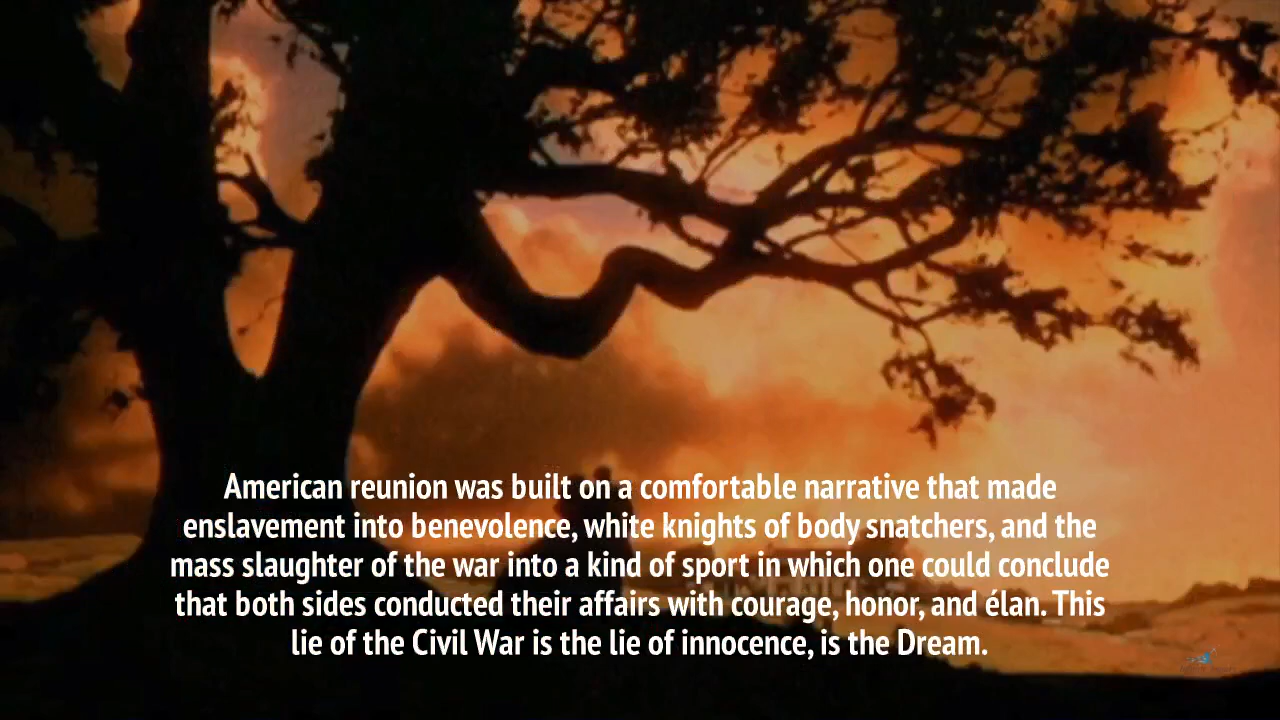 American reunion was built on a comfortable narrative that made
enslavement into benevolence, white knights of body snatchers, and the
mass slaughter of the war into a kind of sport in which one could conclude
that both sides conducted their affairs with courage, honor, and élan. This
lie of the Civil War is the lie of innocence, is the Dream.